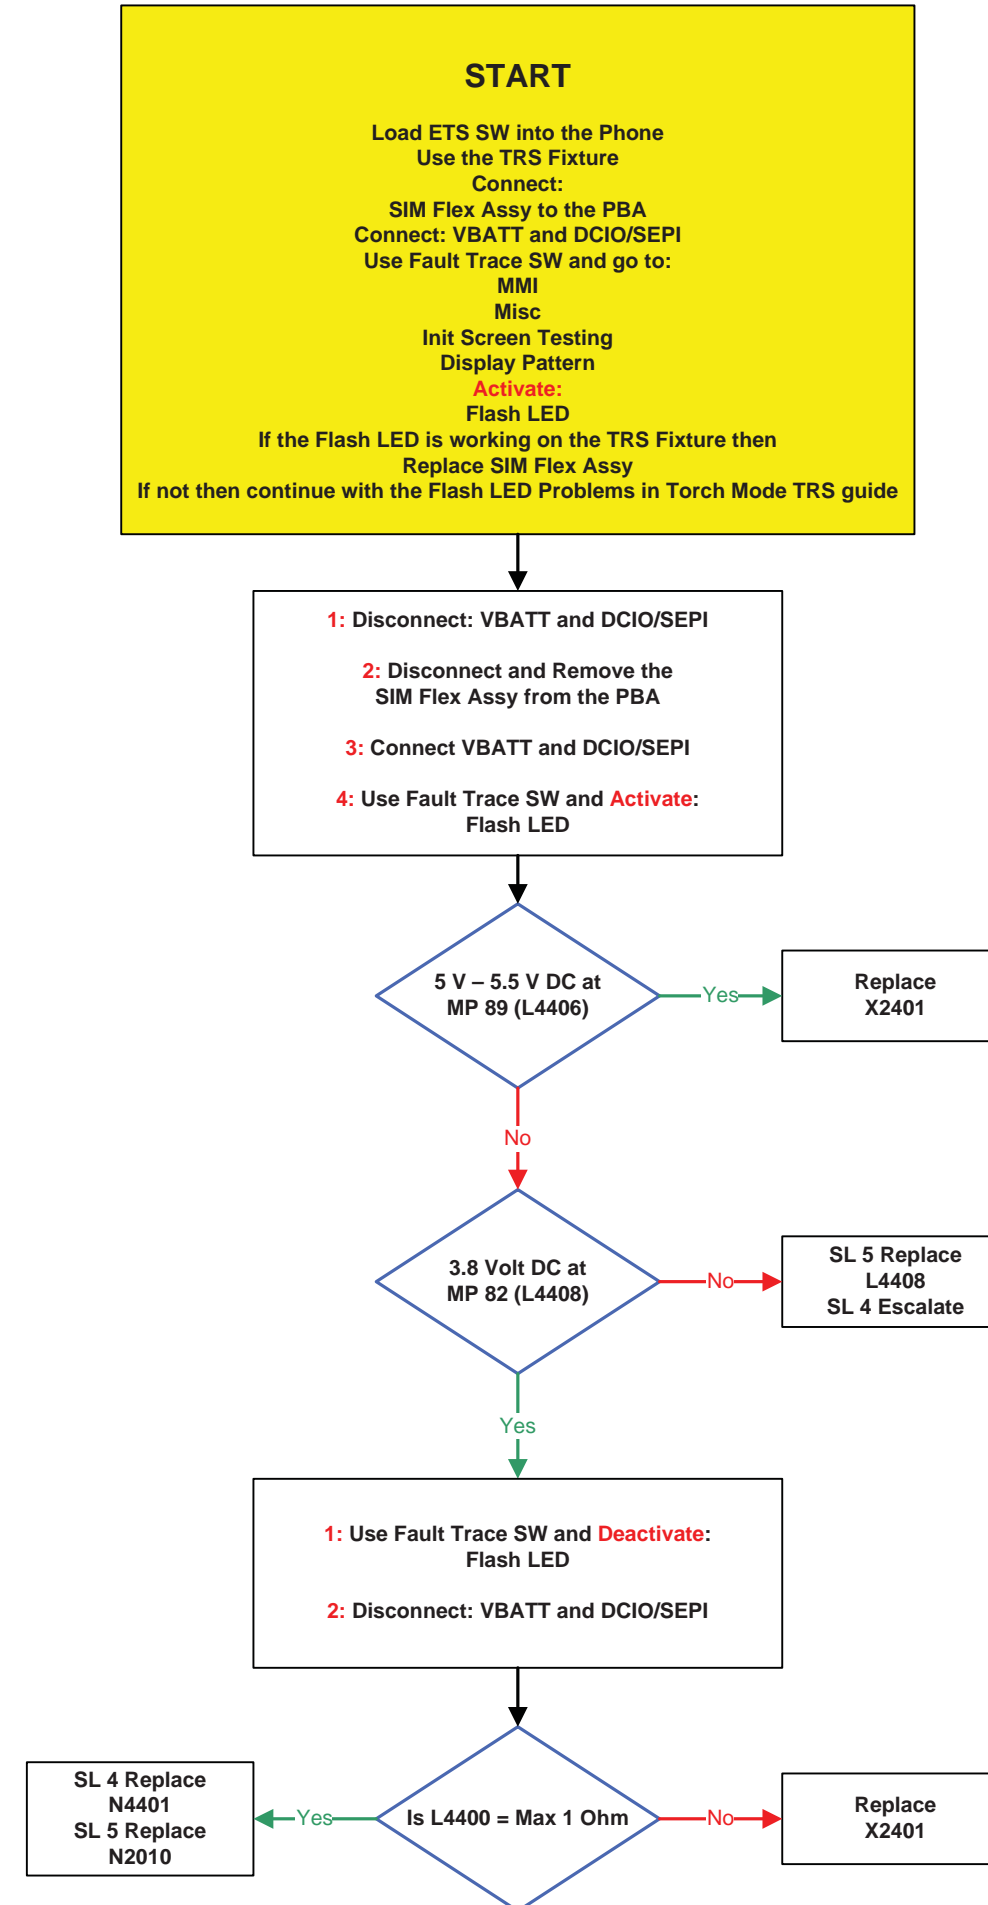 START
Load ETS SW into the Phone
Use the TRS Fixture
Connect:
SIM Flex Assy to the PBA
Connect: VBATT and DCIO/SEPI
Use Fault Trace SW and go to:
MMI
Misc
Init Screen Testing
Display Pattern
Activate:
Flash LED
If the Flash LED is working on the TRS Fixture then
Replace SIM Flex Assy
If not then continue with the Flash LED Problems in Torch Mode TRS guide
1: Disconnect: VBATT and DCIO/SEPI
2: Disconnect and Remove the
SIM Flex Assy from the PBA
3: Connect VBATT and DCIO/SEPI
4: Use Fault Trace SW and Activate:
Flash LED
5 V – 5.5 V DC at
MP 89 (L4406)
Yes
Replace
X2401
No
3.8 Volt DC at
MP 82 (L4408)
No
SL 5 Replace
L4408
SL 4 Escalate
Yes
1: Use Fault Trace SW and Deactivate:
Flash LED
2: Disconnect: VBATT and DCIO/SEPI
SL 4 Replace
N4401
SL 5 Replace
N2010
Yes
Is L4400 = Max 1 Ohm
No
Replace
X2401